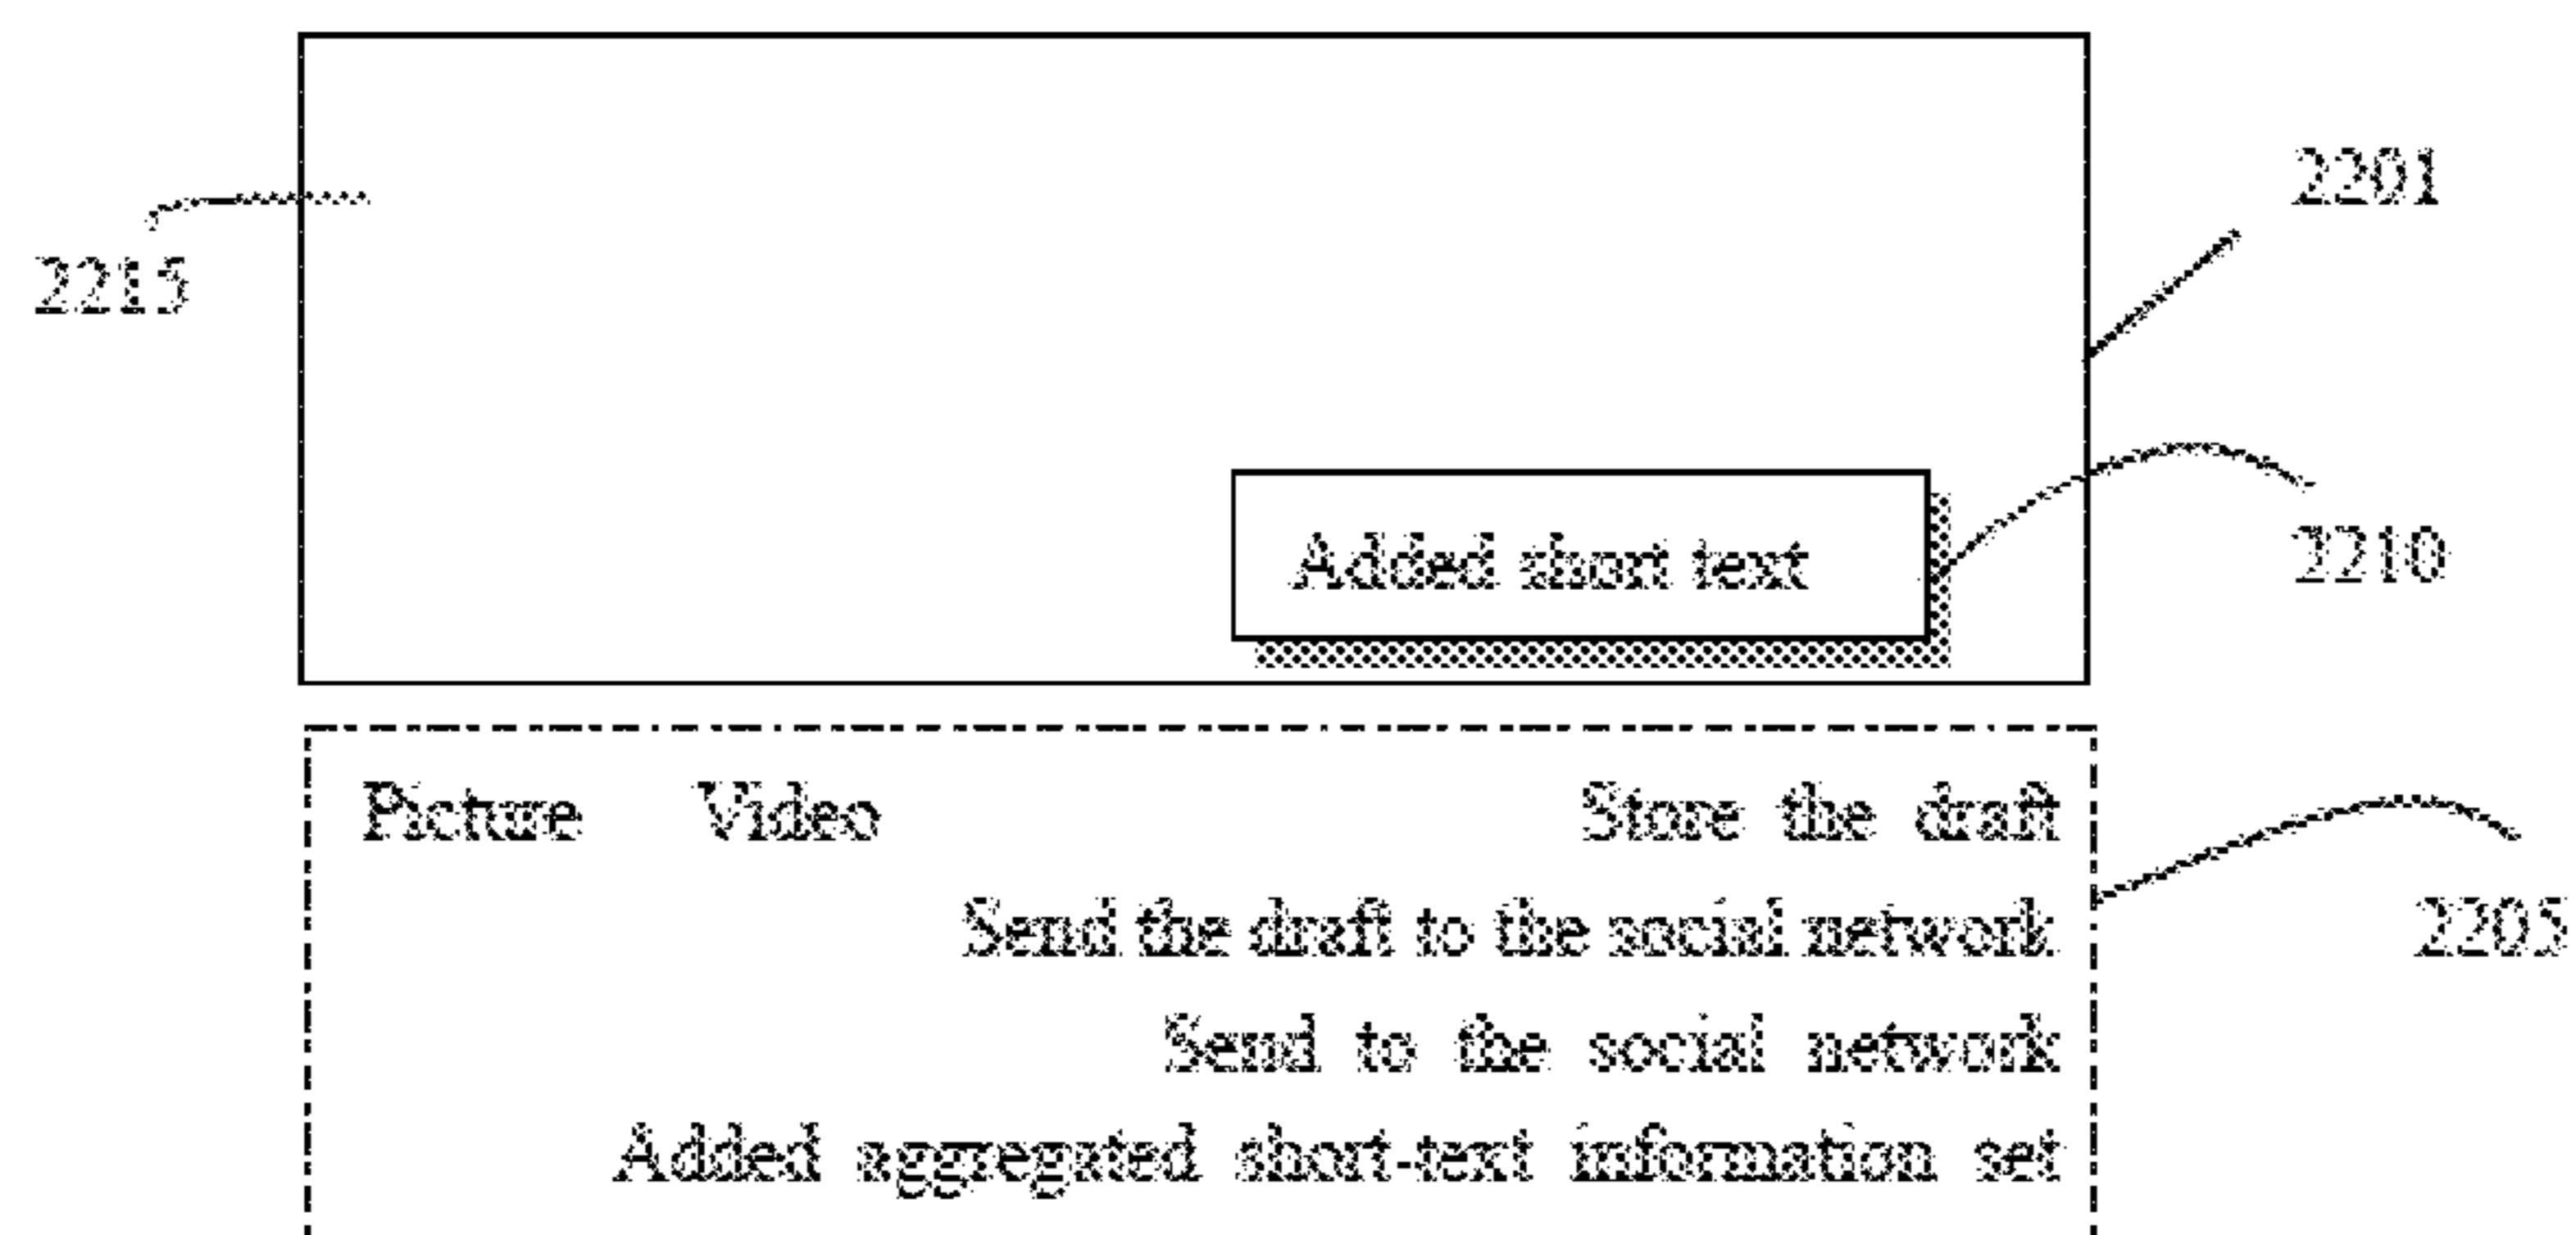 2201
2215
2210
Added short text
Picture Video Store the draft
Send the draft to the social network
2205
Send to the social network
Added aggregated short-text information set